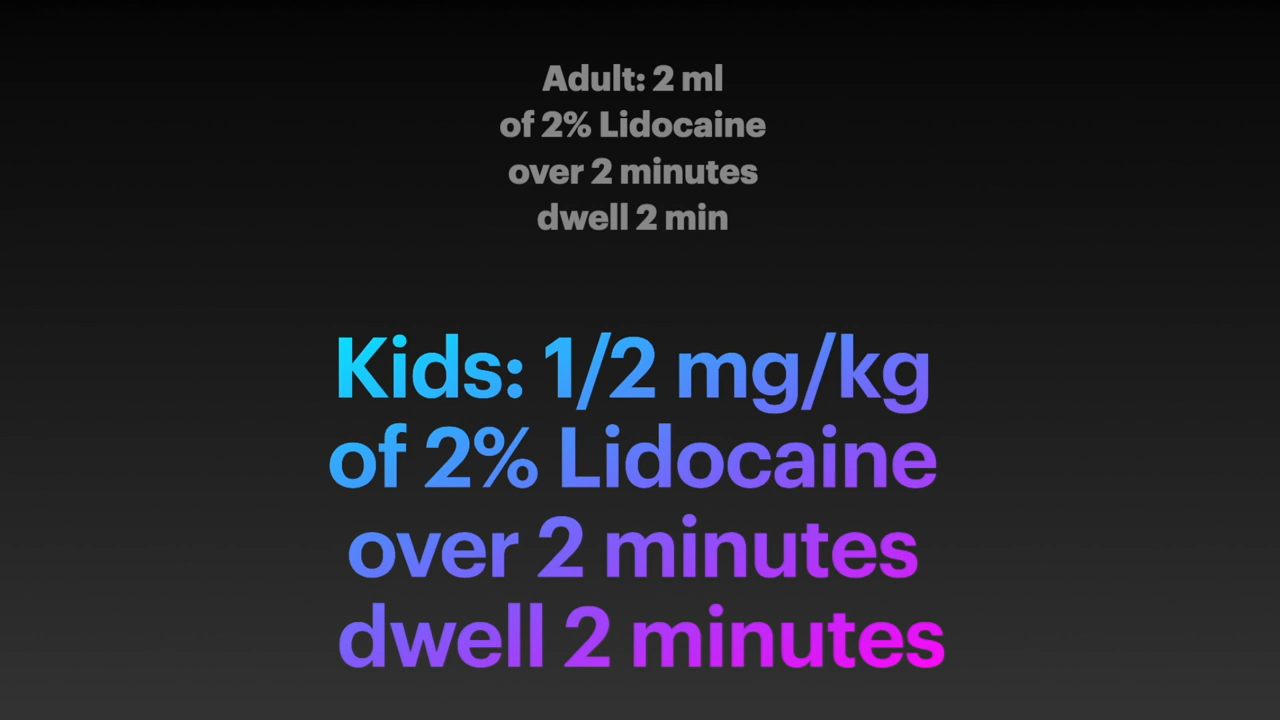 Adult: 2 ml
of 2% Lidocaine
over 2 minutes
dwell 2 min
Kids: 1/2 mg/kg
of 2% Lidocaine
over 2 minutes
dwell 2 minutes